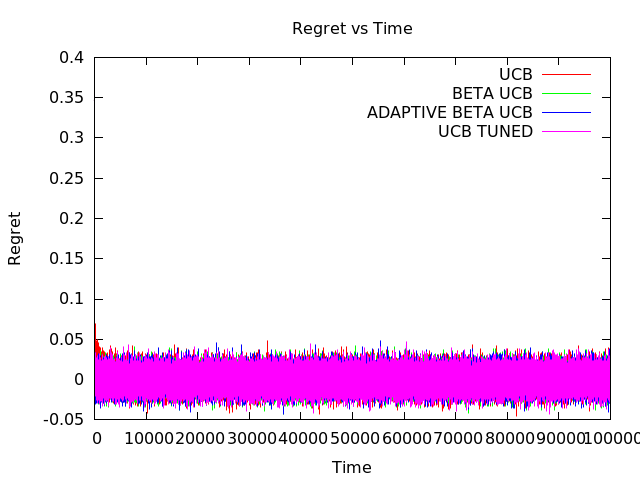 Regret vs Time
0.4
0.35
0.3
0.25
0.2
0.15
0.1
0.05
0
-0.05
Regret
UCB
BETA UCB
ADAPTIVE BETA UCB
UCB TUNED
0 10000 20000 30000 40000 50000 60000 70000 80000 90000 100000
Time